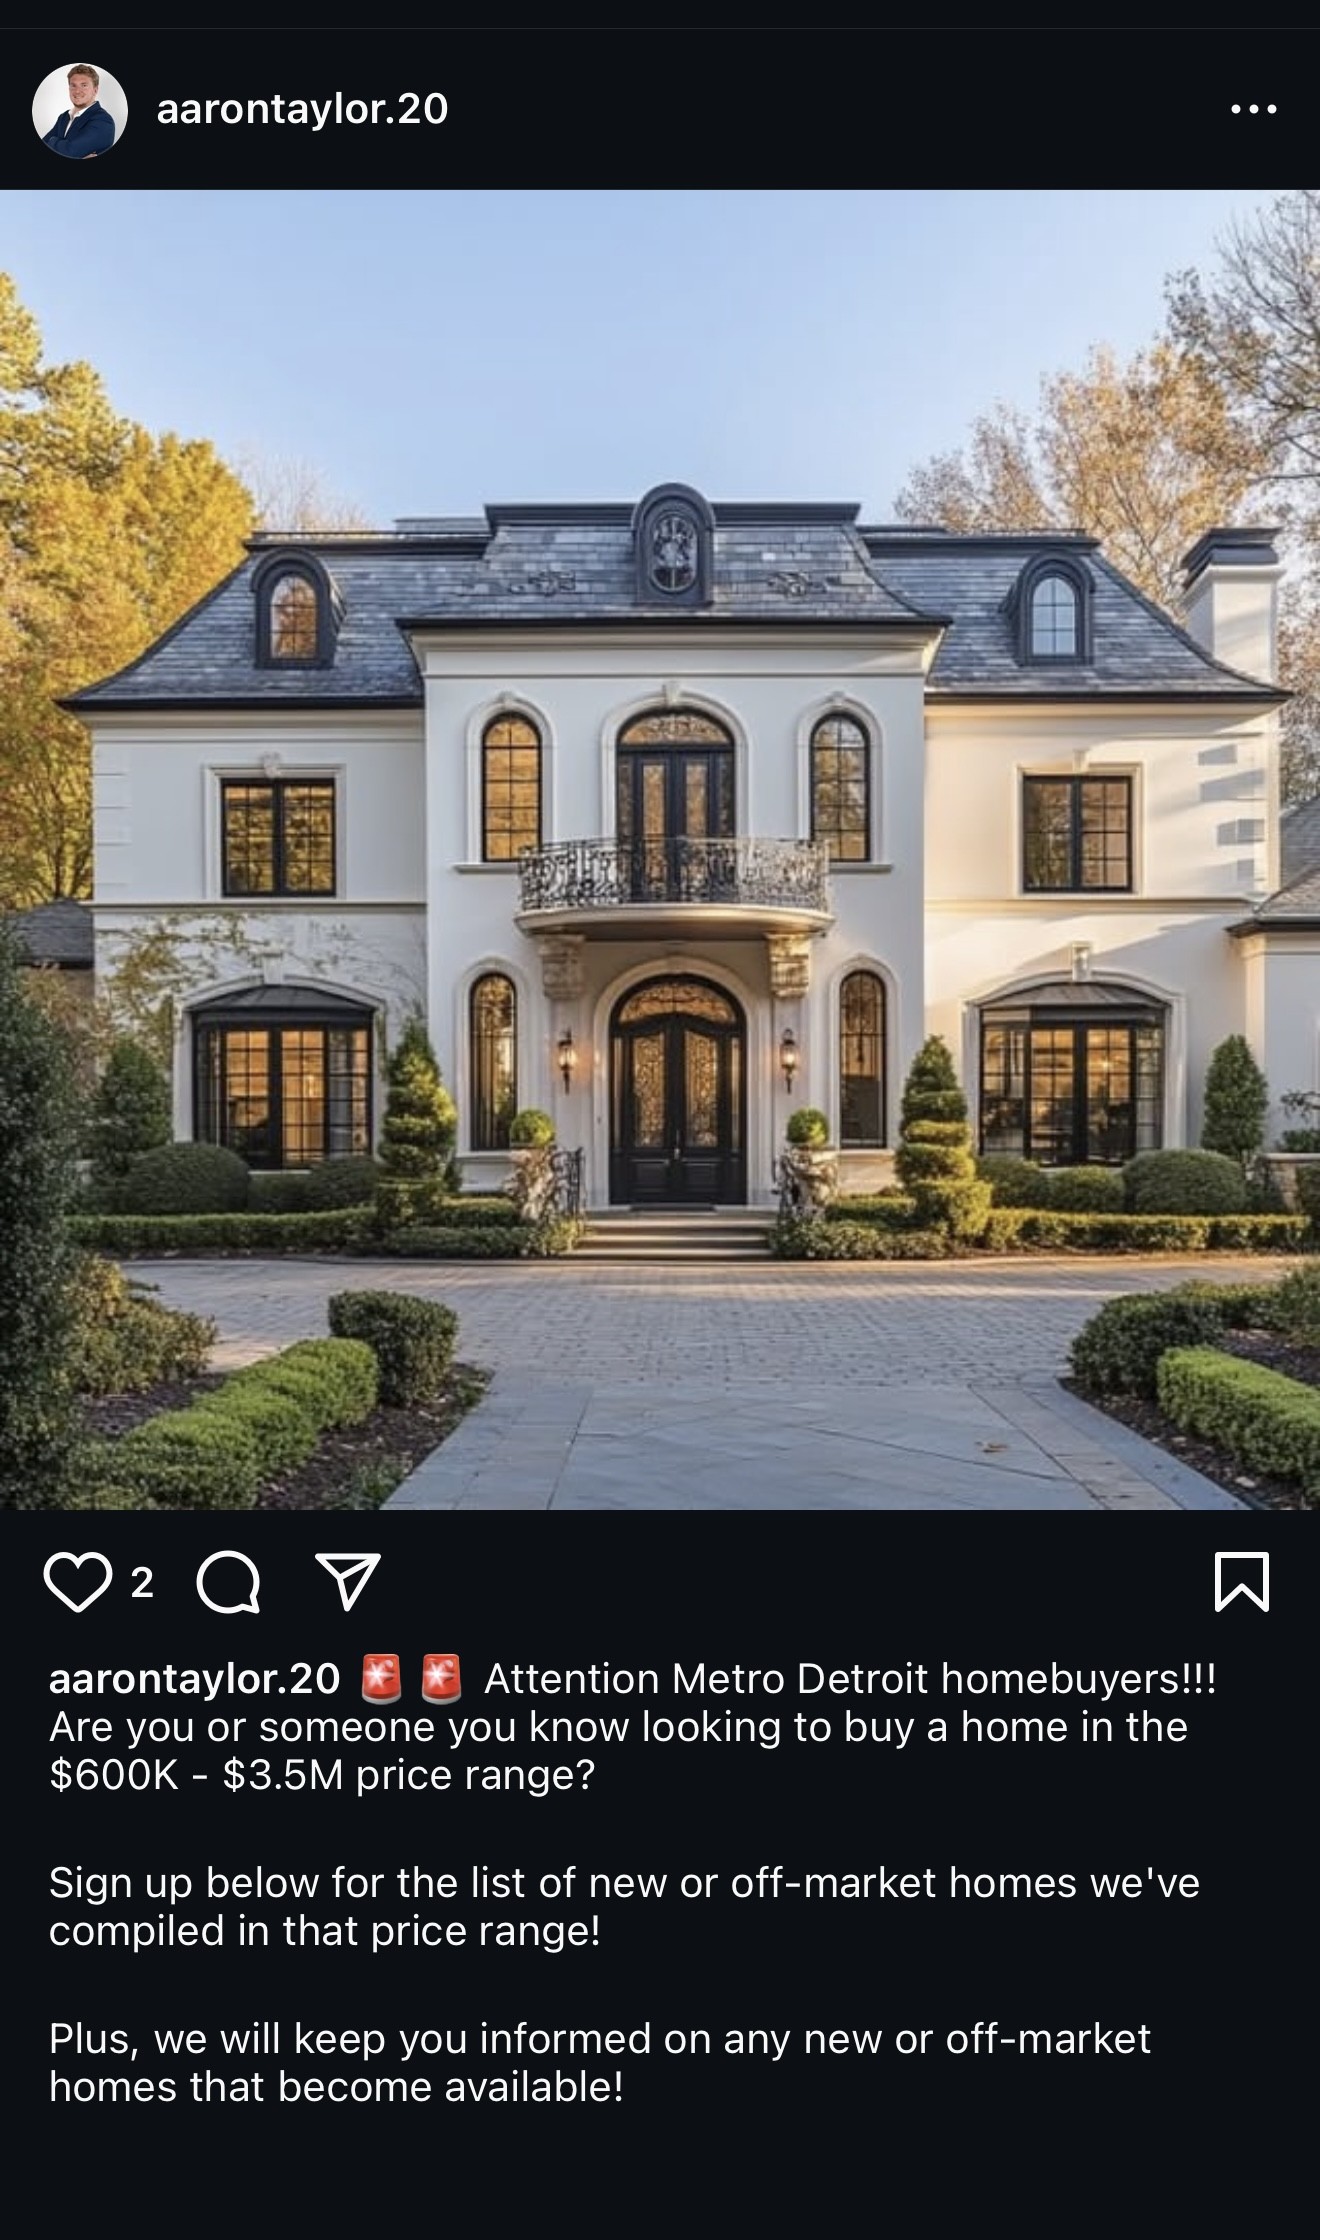 aarontaylor.20
2
aarontaylor.20 🚨 🚨 Attention Metro Detroit homebuyers!!!
Are you or someone you know looking to buy a home in the
$600K - $3.5M price range?
Sign up below for the list of new or off-market homes we've
compiled in that price range!
Plus, we will keep you informed on any new or off-market
homes that become available!